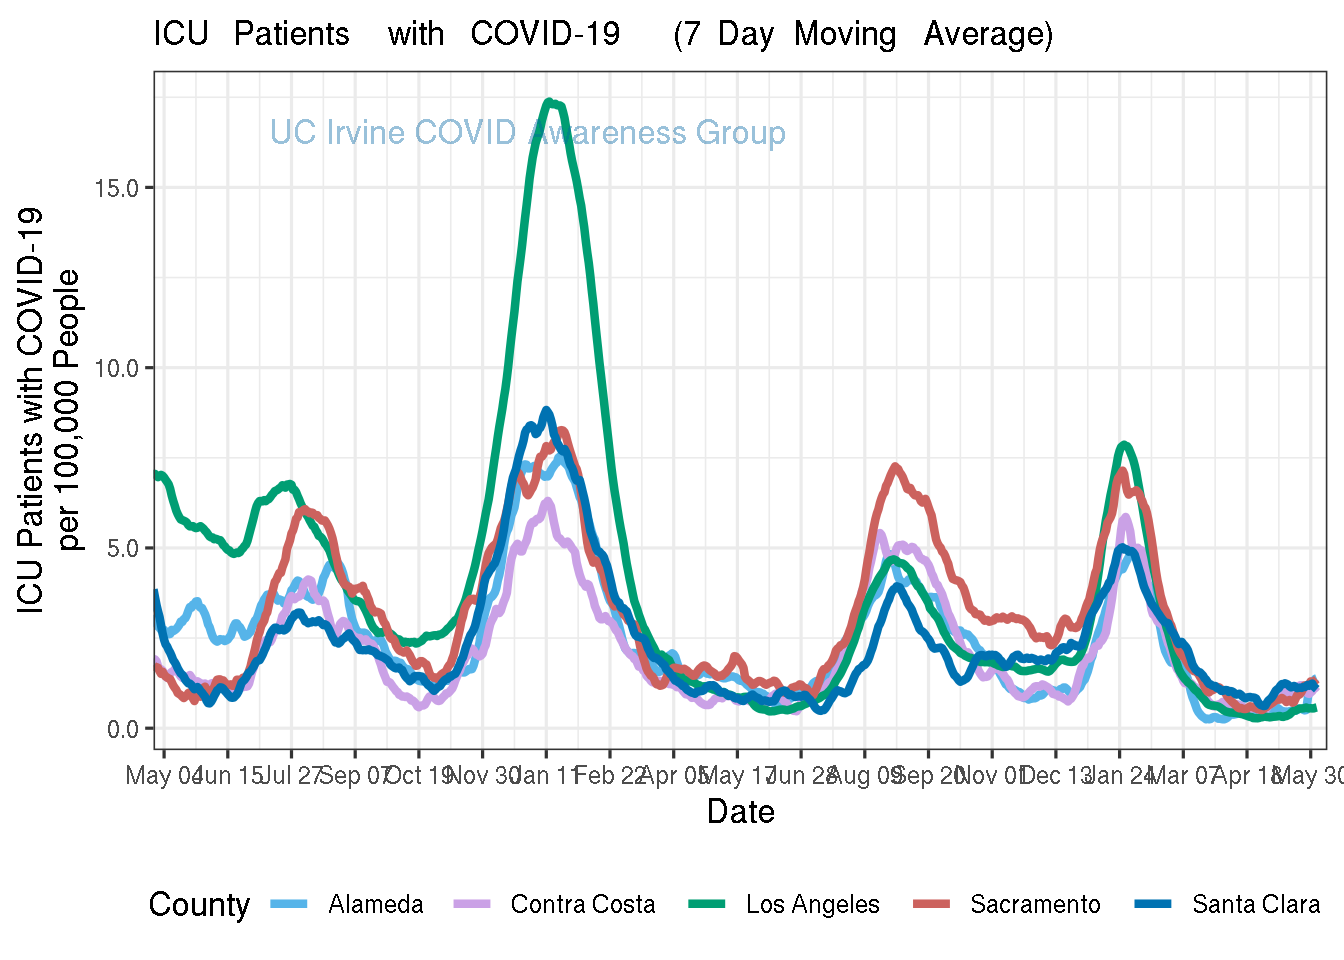 ICU Patients with COVID-19 (7 Day Moving Average)
UC Irvine COVID Awareness Group
ICU Patients with COVID-19
per 100,000 People
15.0
10.0
5.0
0.0
May 04 Jun 15 Jul 27 Sep 07 Oct 19 Nov 30 Jan 11 Feb 22 Apr 05 May 17 Jun 28 Aug 09 Sep 20 Nov 01 Dec 13 Jan 24 Mar 07 Apr 18 May 30
Date
County Alameda Contra Costa Los Angeles Sacramento Santa Clara